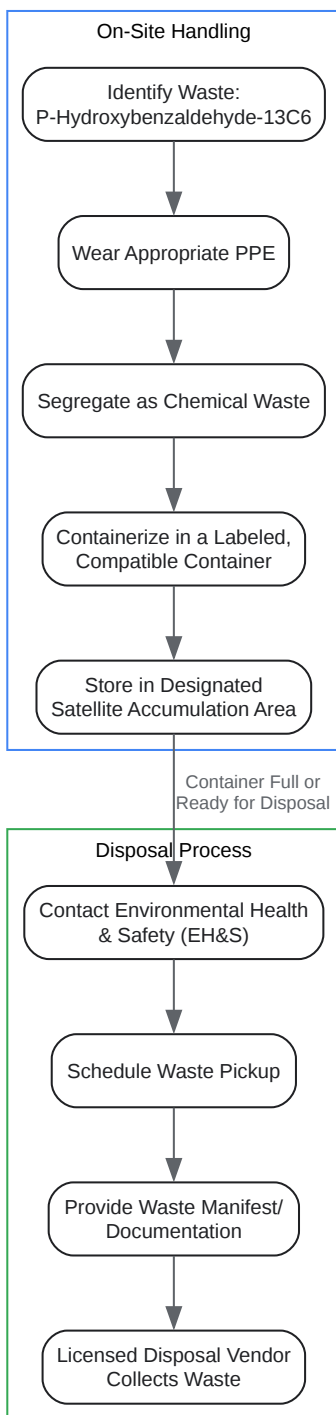 On-Site Handling
Identify Waste:
P-Hydroxybenzaldehyde-13C6
Wear Appropriate PPE
Segregate as Chemical Waste
Containerize in a Labeled,
Compatible Container
Store in Designated
Satellite Accumulation Area
Container Full or
Ready for Disposal
Disposal Process
Contact Environmental Health
& Safety (EH&S)
Schedule Waste Pickup
Provide Waste Manifest/
Documentation
Licensed Disposal Vendor
Collects Waste